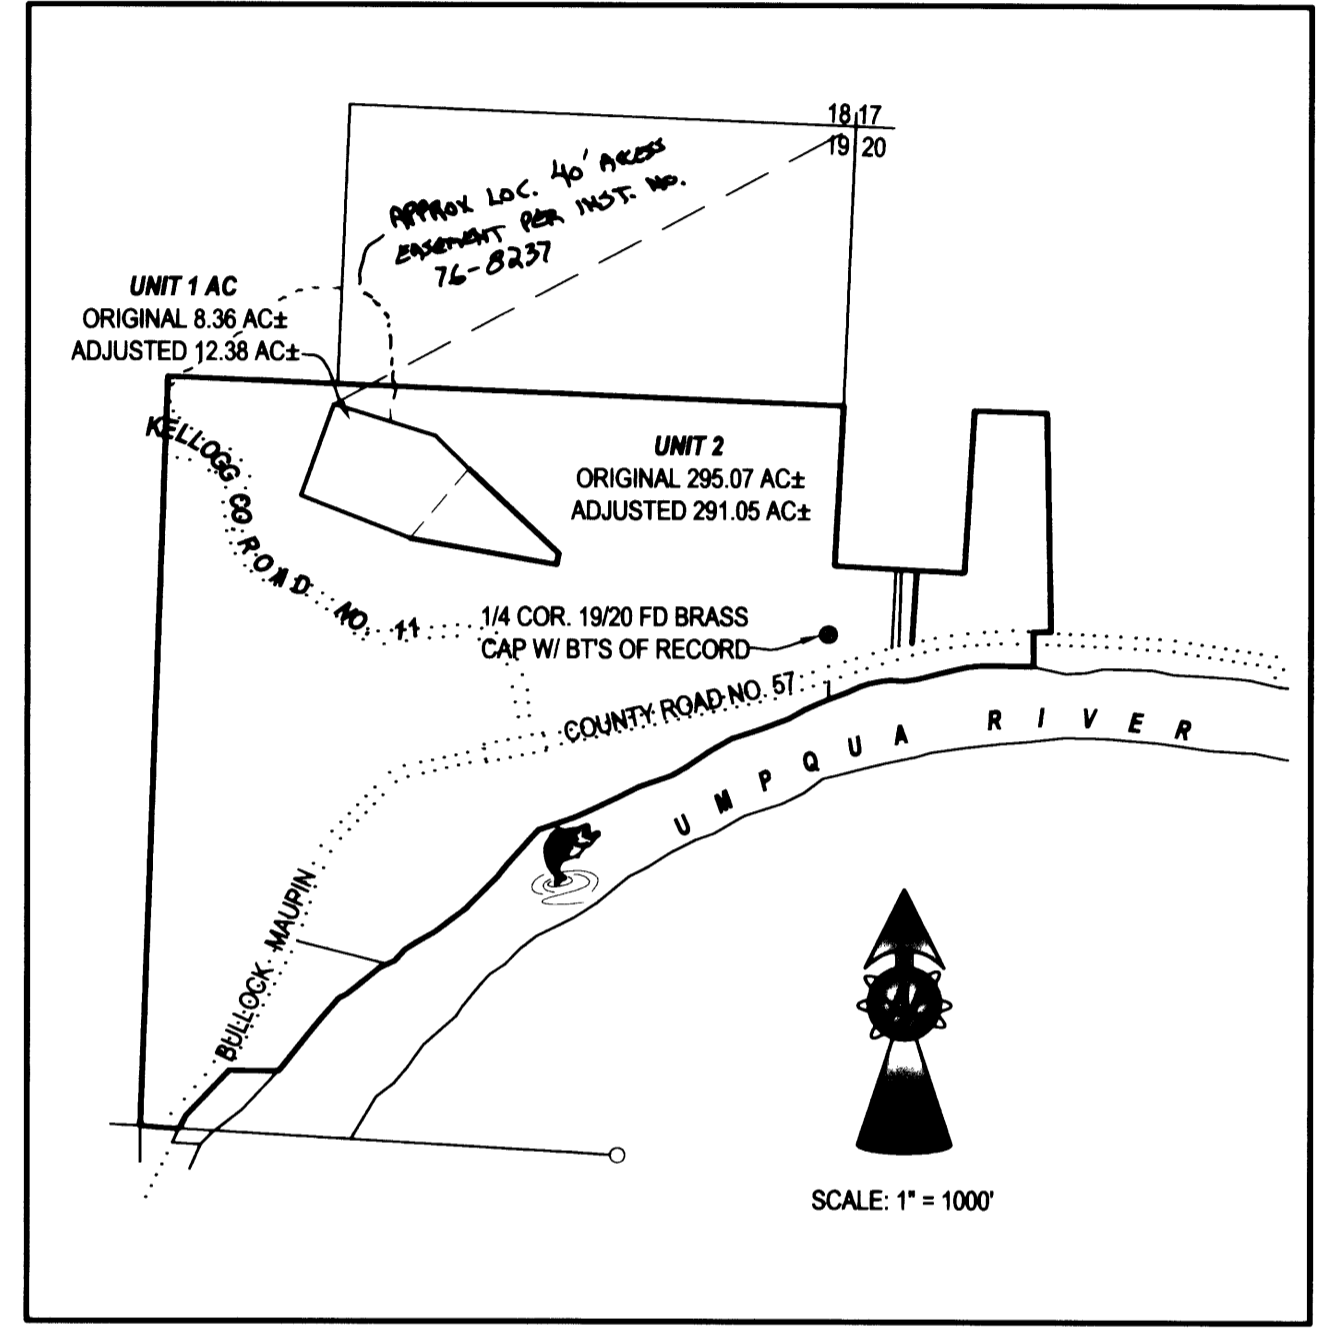 18 17
19 20
APPROX LOC. 40' ACCESS
EASEMENT PER INST. NO.
76-8237
UNIT 1 AC
ORIGINAL 8.36 AC±
ADJUSTED 12.38 AC±
KELLOGG CO ROAD NO. 11
UNIT 2
ORIGINAL 295.07 AC±
ADJUSTED 291.05 AC±
1/4 COR. 19/20 FD BRASS
CAP W/ BT'S OF RECORD
COUNTY ROAD NO. 57
UMPQUA RIVER
BULLOCK MAUPIN
SCALE: 1" = 1000'